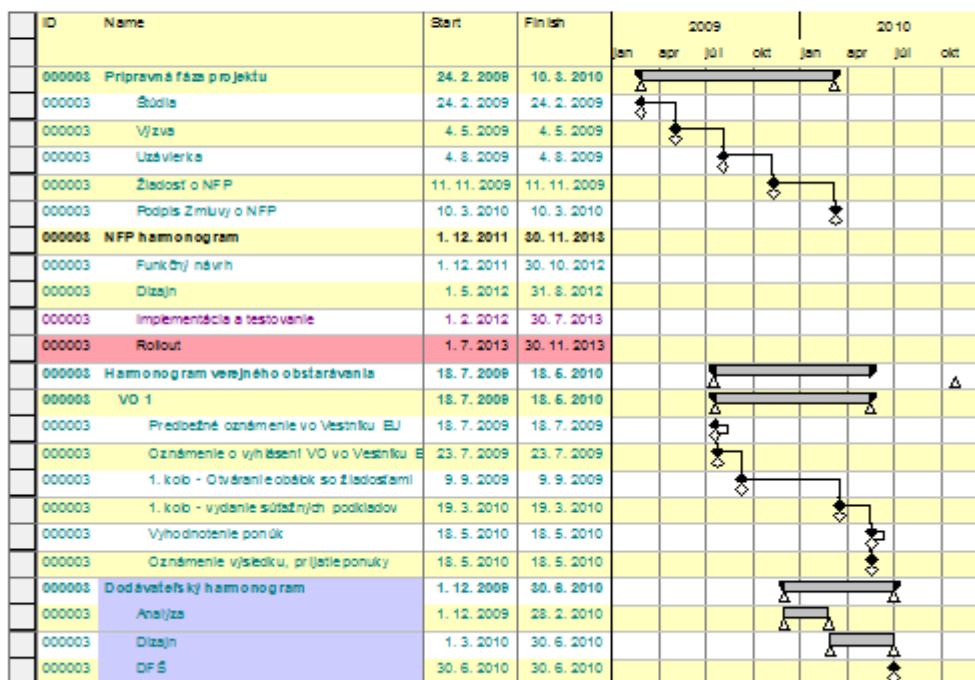 ID Name Start Finish 2009 2010
jan apr júl okt jan apr júl okt
000003 Prípravná fáza projektu 24. 2. 2009 10. 3. 2010
000003 Štúdia 24. 2. 2009 24. 2. 2009
000003 Výzva 4. 5. 2009 4. 5. 2009
000003 Uzávierka 4. 8. 2009 4. 8. 2009
000003 Žiadosť o NFP 11. 11. 2009 11. 11. 2009
000003 Podpis Zmluvy o NFP 10. 3. 2010 10. 3. 2010
000003 NFP harmonogram 1. 12. 2011 30. 11. 2013
000003 Funkčný návrh 1. 12. 2011 30. 10. 2012
000003 Dizajn 1. 5. 2012 31. 8. 2012
000003 Implementácia a testovanie 1. 2. 2012 30. 7. 2013
000003 Rollout 1. 7. 2013 30. 11. 2013
000003 Harmonogram verejného obstarávania 18. 7. 2009 18. 5. 2010
000003 VO 1 18. 7. 2009 18. 5. 2010
000003 Predbežné oznámenie vo Vestníku EU 18. 7. 2009 18. 7. 2009
000003 Oznámenie o vyhlásení VO vo Vestníku E 23. 7. 2009 23. 7. 2009
000003 1. kolo - Otváranie obálok so žiadosťami 9. 9. 2009 9. 9. 2009
000003 1. kolo - vydanie súťažných podkladov 19. 3. 2010 19. 3. 2010
000003 Vyhodnotenie ponúk 18. 5. 2010 18. 5. 2010
000003 Oznámenie výsledku, prijatie ponuky 18. 5. 2010 18. 5. 2010
000003 Dodávateľský harmonogram 1. 12. 2009 30. 6. 2010
000003 Analýza 1. 12. 2009 28. 2. 2010
000003 Dizajn 1. 3. 2010 30. 6. 2010
000003 DFŠ 30. 6. 2010 30. 6. 2010